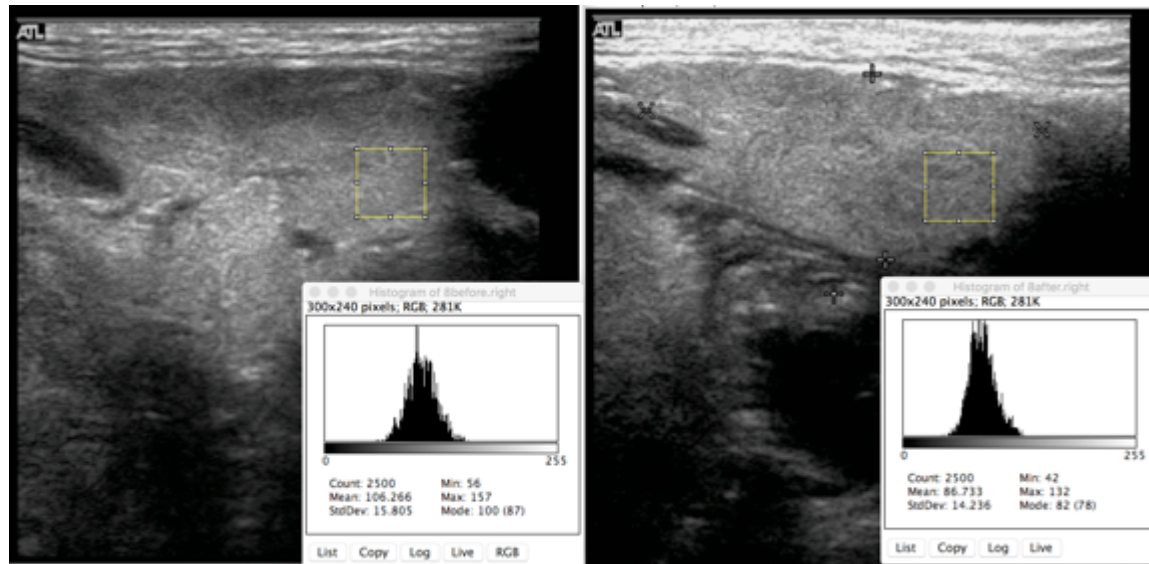 ATL
Histogram of 8before.right
300x240 pixels; RGB; 281K
0 255
Count: 2500 Min: 56
Mean: 106.266 Max: 157
StdDev: 15.805 Mode: 100 (87)
List Copy Log Live RGB
ATL
Histogram of 8after.right
300x240 pixels; RGB; 281K
0 255
Count: 2500 Min: 42
Mean: 86.733 Max: 132
StdDev: 14.236 Mode: 82 (78)
List Copy Log Live